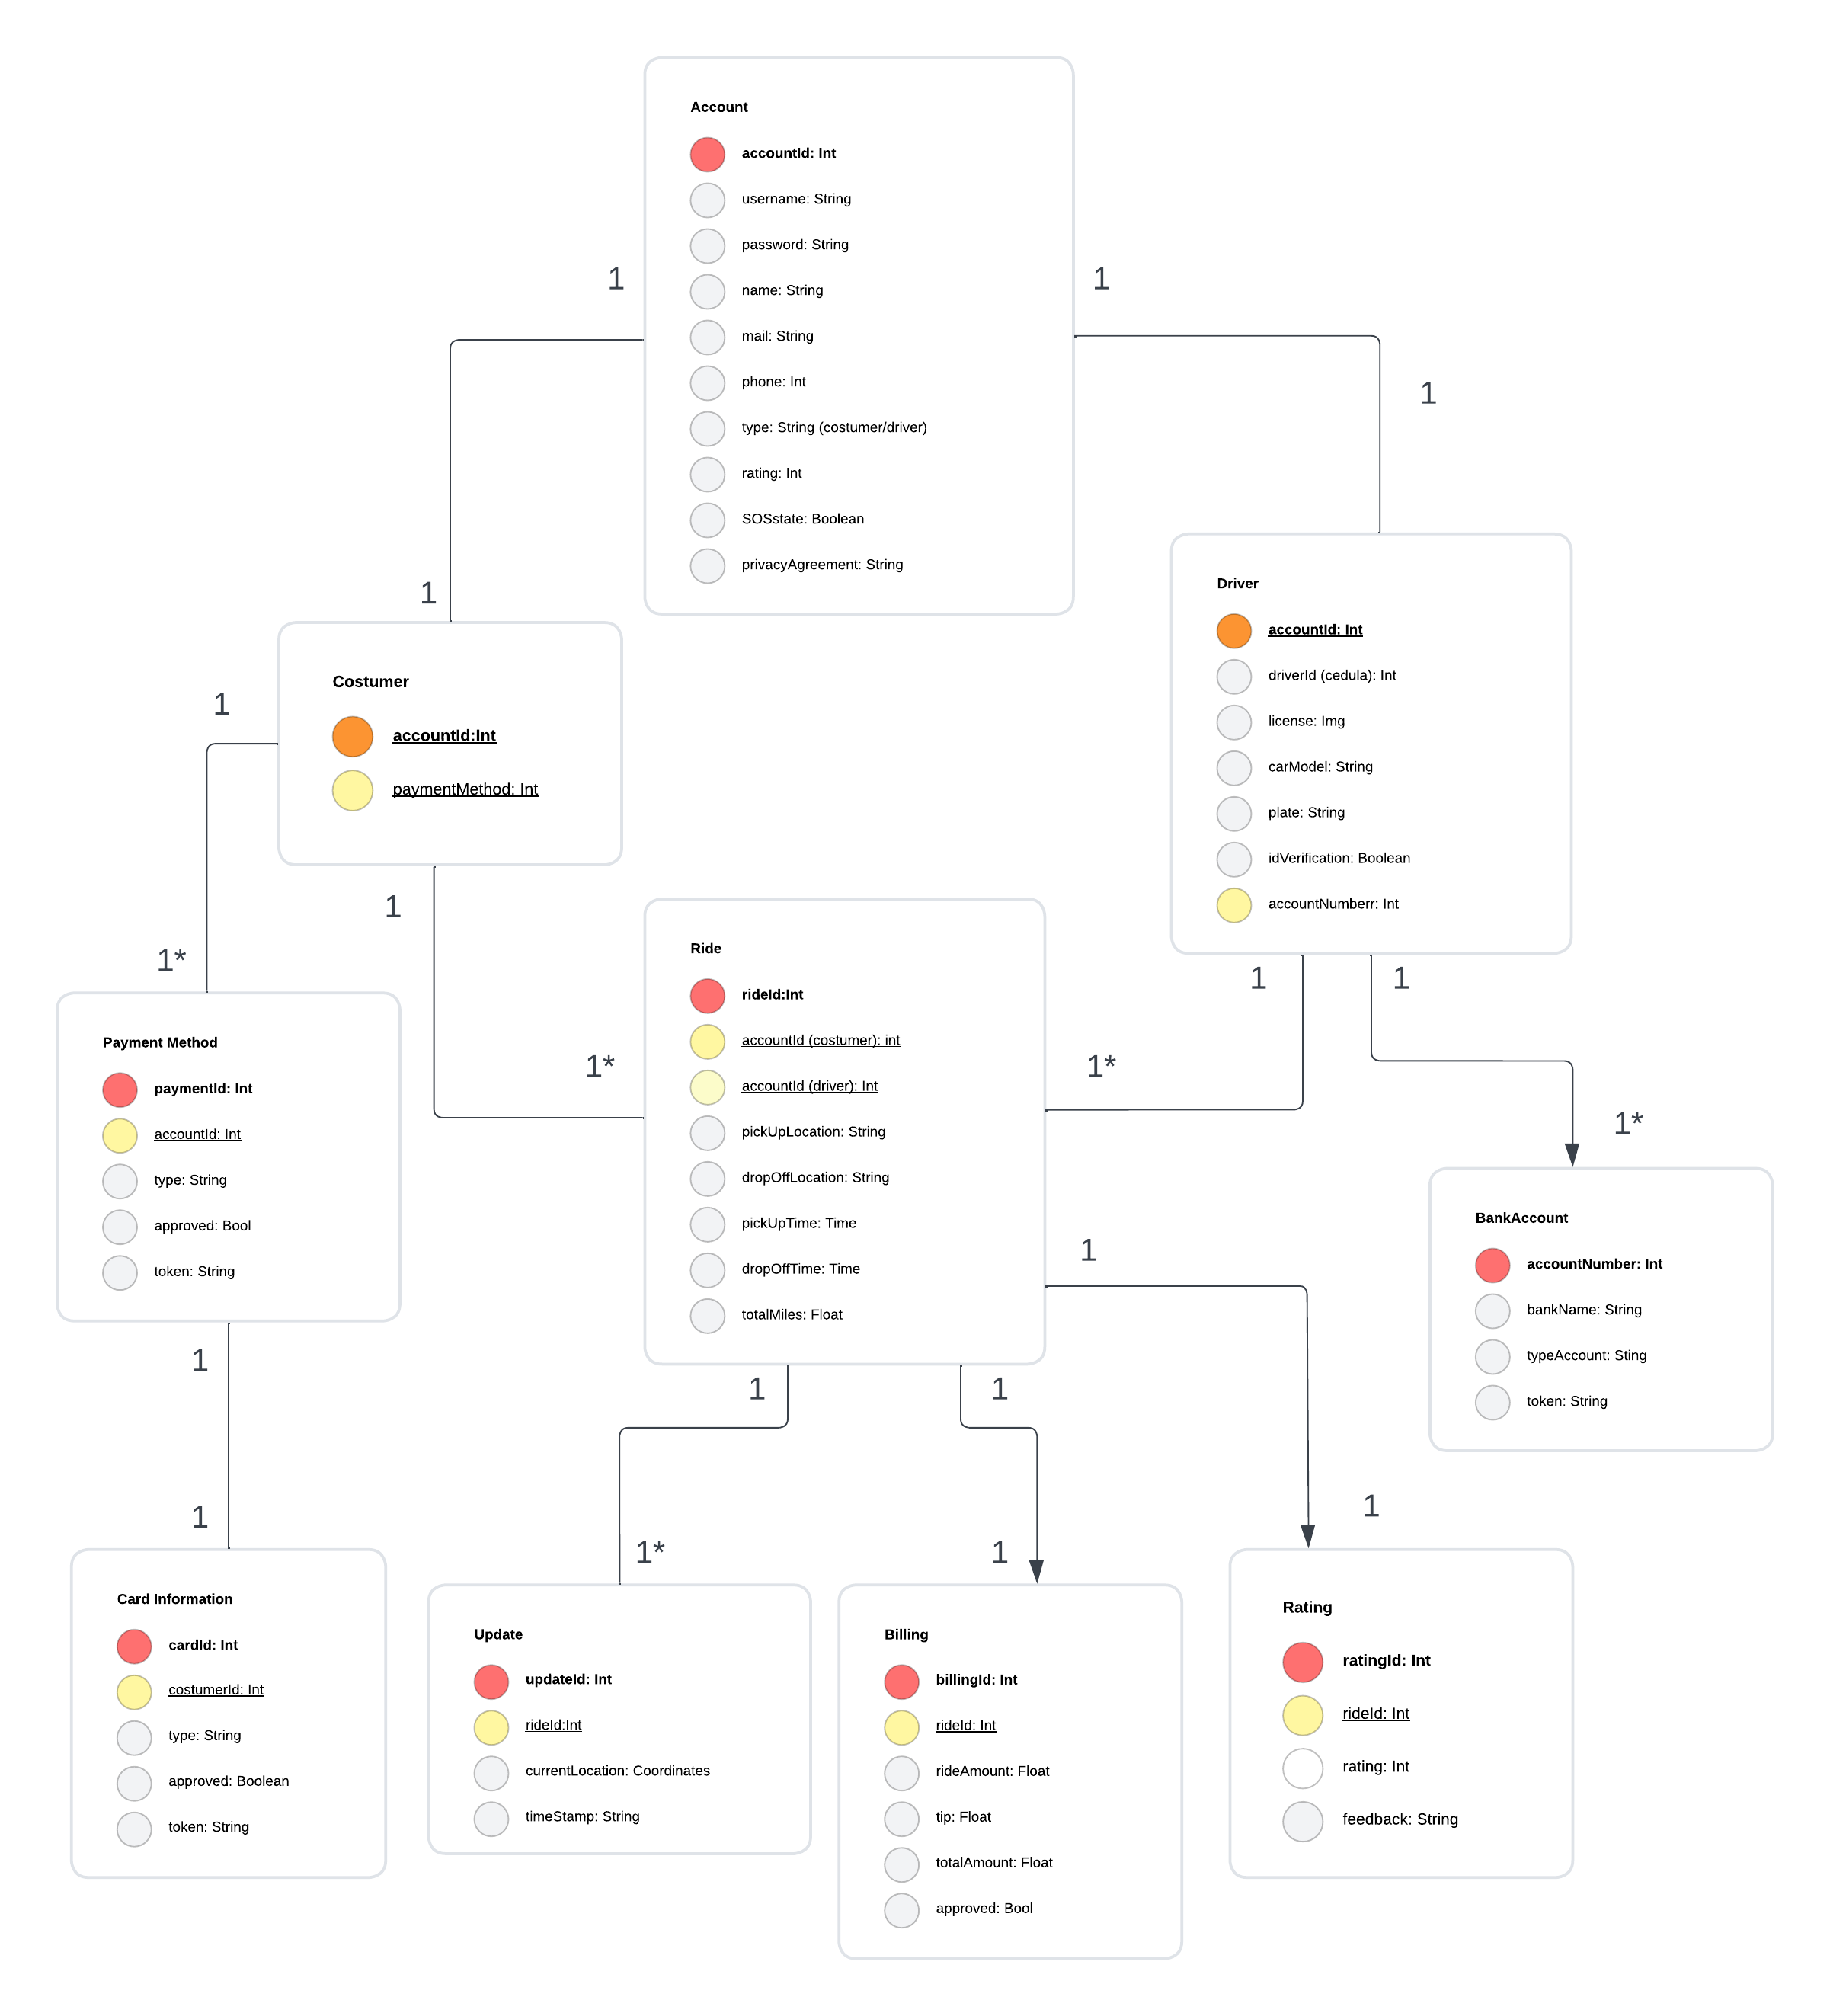 Account
accountId: Int
username: String
password: String
name: String
mail: String
phone: Int
type: String (costumer/driver)
rating: Int
SOSstate: Boolean
privacyAgreement: String
1
1
1
1
Costumer
accountId:Int
paymentMethod: Int
Driver
accountId: Int
driverId (cedula): Int
license: Img
carModel: String
plate: String
idVerification: Boolean
accountNumberr: Int
1
1*
1
1*
1
1*
1
1*
Payment Method
paymentId: Int
accountId: Int
type: String
approved: Bool
token: String
Ride
rideId:Int
accountId (costumer): int
accountId (driver): Int
pickUpLocation: String
dropOffLocation: String
pickUpTime: Time
dropOffTime: Time
totalMiles: Float
BankAccount
accountNumber: Int
bankName: String
typeAccount: Sting
token: String
1
1
1
1*
1
1
1
1
Card Information
cardId: Int
costumerId: Int
type: String
approved: Boolean
token: String
Update
updateId: Int
rideId:Int
currentLocation: Coordinates
timeStamp: String
Billing
billingId: Int
rideId: Int
rideAmount: Float
tip: Float
totalAmount: Float
approved: Bool
Rating
ratingId: Int
rideId: Int
rating: Int
feedback: String